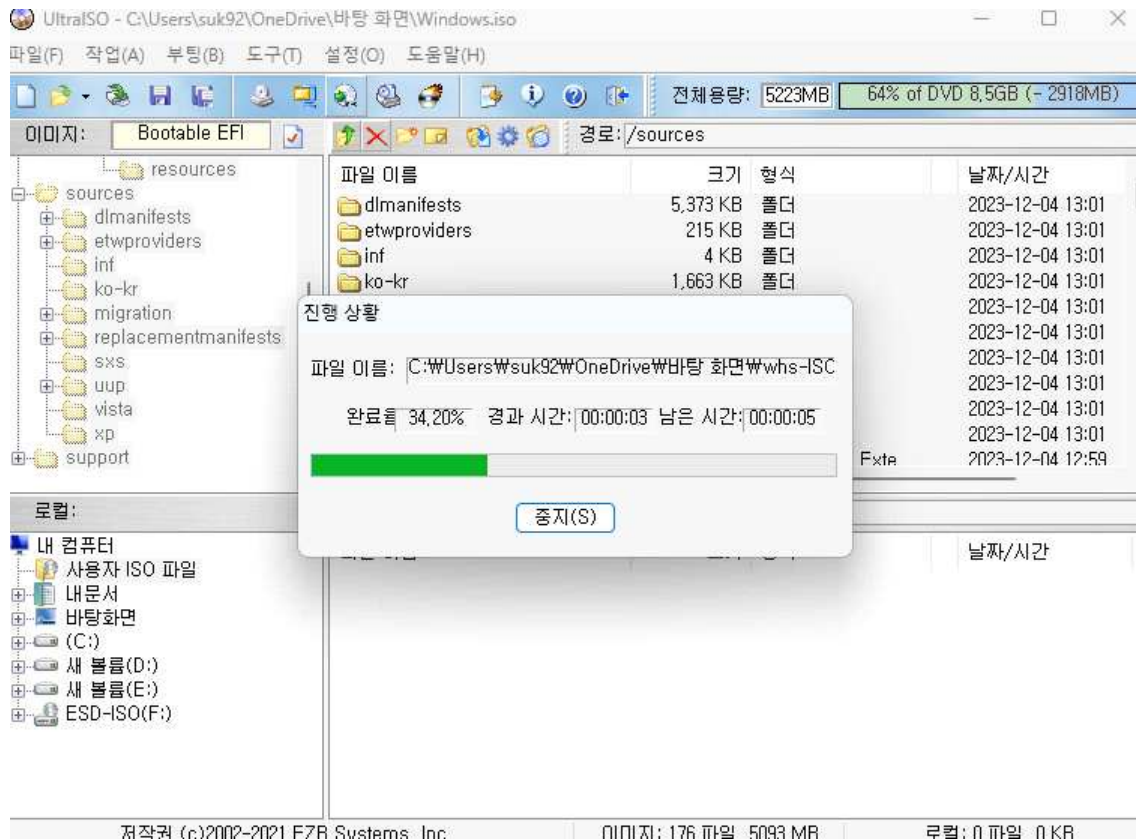 UltraISO - C:\Users\suk92\OneDrive\바탕 화면\Windows.iso
파일(F) 작업(A) 부팅(B) 도구(T) 설정(O) 도움말(H)
전체용량: 5223MB 64% of DVD 8,5GB (- 2918MB)
이미지: Bootable EFI 경로: /sources
resources
sources
dlmanifests
etwproviders
inf
ko-kr
migration
replacementmanifests
sxs
uup
vista
xp
support
파일 이름 크기 형식 날짜/시간
dlmanifests 5,373 KB 폴더 2023-12-04 13:01
etwproviders 215 KB 폴더 2023-12-04 13:01
inf 4 KB 폴더 2023-12-04 13:01
ko-kr 1,663 KB 폴더 2023-12-04 13:01
2023-12-04 13:01
2023-12-04 13:01
2023-12-04 13:01
2023-12-04 13:01
2023-12-04 13:01
2023-12-04 13:01
Exte 2023-12-04 12:59
진행 상황
파일 이름: C:₩Users₩suk92₩OneDrive₩바탕 화면₩whs-ISC
완료율 34,20% 경과 시간: 00:00:03 남은 시간: 00:00:05
중지(S)
로컬:
내 컴퓨터
사용자 ISO 파일
내문서
바탕화면
(C:)
새 볼륨(D:)
새 볼륨(E:)
ESD-ISO(F:)
날짜/시간
저작권 (c)2002-2021 EZB Systems, Inc 이미지: 176 파일, 5093 MB 로컬: 0 파일, 0 KB